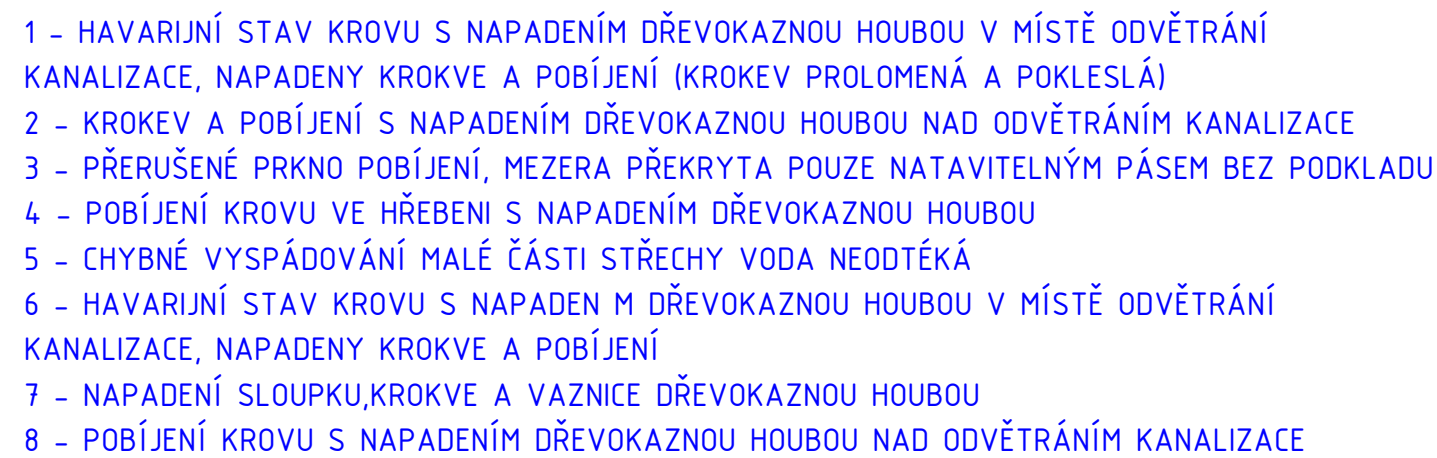 1 - HAVARIJNÍ STAV KROVU S NAPADENÍM DŘEVOKAZNOU HOUBOU V MÍSTĚ ODVĚTRÁNÍ
KANALIZACE, NAPADENY KROKVE A POBÍJENÍ (KROKEV PROLOMENÁ A POKLESLÁ)
2 - KROKEV A POBÍJENÍ S NAPADENÍM DŘEVOKAZNOU HOUBOU NAD ODVĚTRÁNÍM KANALIZACE
3 - PŘERUŠENÉ PRKNO POBÍJENÍ, MEZERA PŘEKRYTA POUZE NATAVITELNÝM PÁSEM BEZ PODKLADU
4 - POBÍJENÍ KROVU VE HŘEBENI S NAPADENÍM DŘEVOKAZNOU HOUBOU
5 - CHYBNÉ VYSPÁDOVÁNÍ MALÉ ČÁSTI STŘECHY VODA NEODTÉKÁ
6 - HAVARIJNÍ STAV KROVU S NAPADEN M DŘEVOKAZNOU HOUBOU V MÍSTĚ ODVĚTRÁNÍ
KANALIZACE, NAPADENY KROKVE A POBÍJENÍ
7 - NAPADENÍ SLOUPKU,KROKVE A VAZNICE DŘEVOKAZNOU HOUBOU
8 - POBÍJENÍ KROVU S NAPADENÍM DŘEVOKAZNOU HOUBOU NAD ODVĚTRÁNÍM KANALIZACE